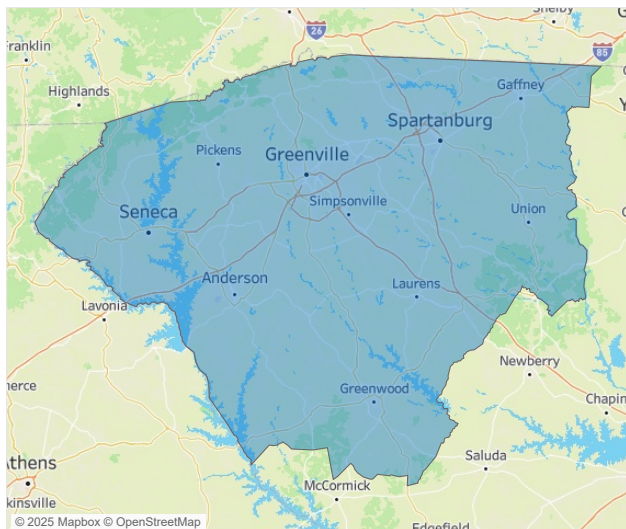 Shelby
26
85
Franklin
Highlands
Gaffney
Spartanburg
Pickens
Greenville
Simpsonville
Seneca
Union
Anderson
Laurens
Lavonia
Newberry
Greenwood
Chapin
Athens
Saluda
McCormick
kinsville
Edgefield
© 2025 Mapbox © OpenStreetMap